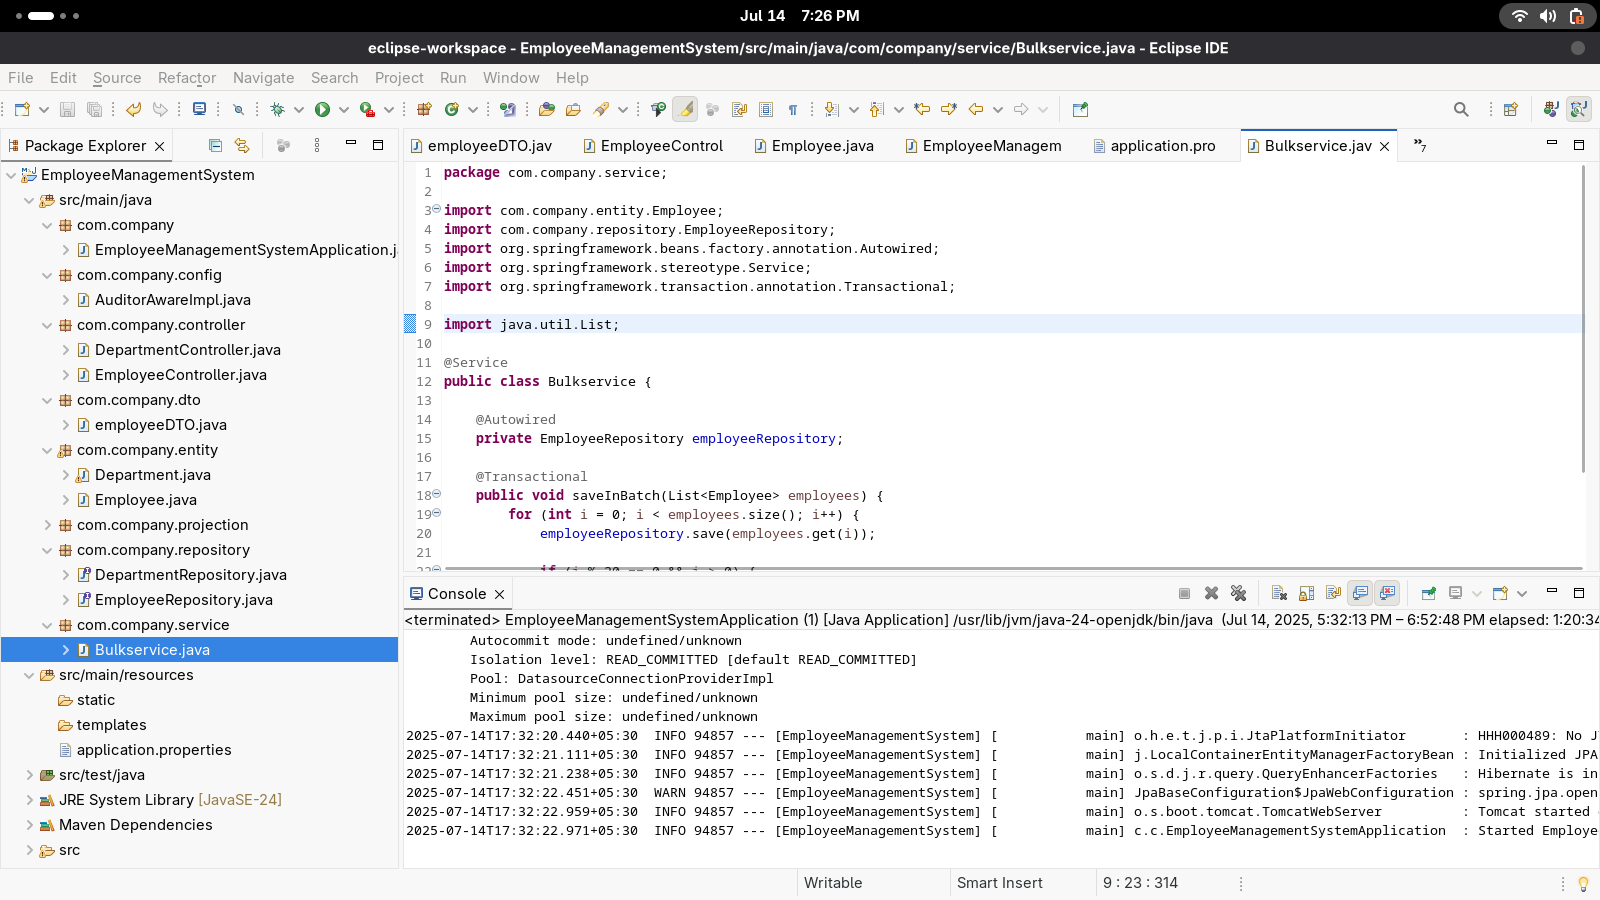 Jul 14 7:26 PM
eclipse-workspace - EmployeeManagementSystem/src/main/java/com/company/service/Bulkservice.java - Eclipse IDE
File Edit Source Refactor Navigate Search Project Run Window Help
Package Explorer
EmployeeManagementSystem
src/main/java
com.company
EmployeeManagementSystemApplication.j
com.company.config
AuditorAwareImpl.java
com.company.controller
DepartmentController.java
EmployeeController.java
com.company.dto
employeeDTO.java
com.company.entity
Department.java
Employee.java
com.company.projection
com.company.repository
DepartmentRepository.java
EmployeeRepository.java
com.company.service
Bulkservice.java
src/main/resources
static
templates
application.properties
src/test/java
JRE System Library [JavaSE-24]
Maven Dependencies
src
employeeDTO.jav EmployeeControl Employee.java EmployeeManagem application.pro Bulkservice.jav »7
1 package com.company.service;
2
3 import com.company.entity.Employee;
4 import com.company.repository.EmployeeRepository;
5 import org.springframework.beans.factory.annotation.Autowired;
6 import org.springframework.stereotype.Service;
7 import org.springframework.transaction.annotation.Transactional;
8
9 import java.util.List;
10
11 @Service
12 public class Bulkservice {
13
14 @Autowired
15 private EmployeeRepository employeeRepository;
16
17 @Transactional
18 public void saveInBatch(List<Employee> employees) {
19 for (int i = 0; i < employees.size(); i++) {
20 employeeRepository.save(employees.get(i));
21
22 if (i % 20 == 0 && i > 0) {
Console
<terminated> EmployeeManagementSystemApplication (1) [Java Application] /usr/lib/jvm/java-24-openjdk/bin/java (Jul 14, 2025, 5:32:13 PM – 6:52:48 PM elapsed: 1:20:34
Autocommit mode: undefined/unknown
Isolation level: READ_COMMITTED [default READ_COMMITTED]
Pool: DatasourceConnectionProviderImpl
Minimum pool size: undefined/unknown
Maximum pool size: undefined/unknown
2025-07-14T17:32:20.440+05:30 INFO 94857 --- [EmployeeManagementSystem] [ main] o.h.e.t.j.p.i.JtaPlatformInitiator : HHH000489: No J
2025-07-14T17:32:21.111+05:30 INFO 94857 --- [EmployeeManagementSystem] [ main] j.LocalContainerEntityManagerFactoryBean : Initialized JPA
2025-07-14T17:32:21.238+05:30 INFO 94857 --- [EmployeeManagementSystem] [ main] o.s.d.j.r.query.QueryEnhancerFactories : Hibernate is in
2025-07-14T17:32:22.451+05:30 WARN 94857 --- [EmployeeManagementSystem] [ main] JpaBaseConfiguration$JpaWebConfiguration : spring.jpa.open
2025-07-14T17:32:22.959+05:30 INFO 94857 --- [EmployeeManagementSystem] [ main] o.s.boot.tomcat.TomcatWebServer : Tomcat started
2025-07-14T17:32:22.971+05:30 INFO 94857 --- [EmployeeManagementSystem] [ main] c.c.EmployeeManagementSystemApplication : Started Employe
Writable Smart Insert 9 : 23 : 314